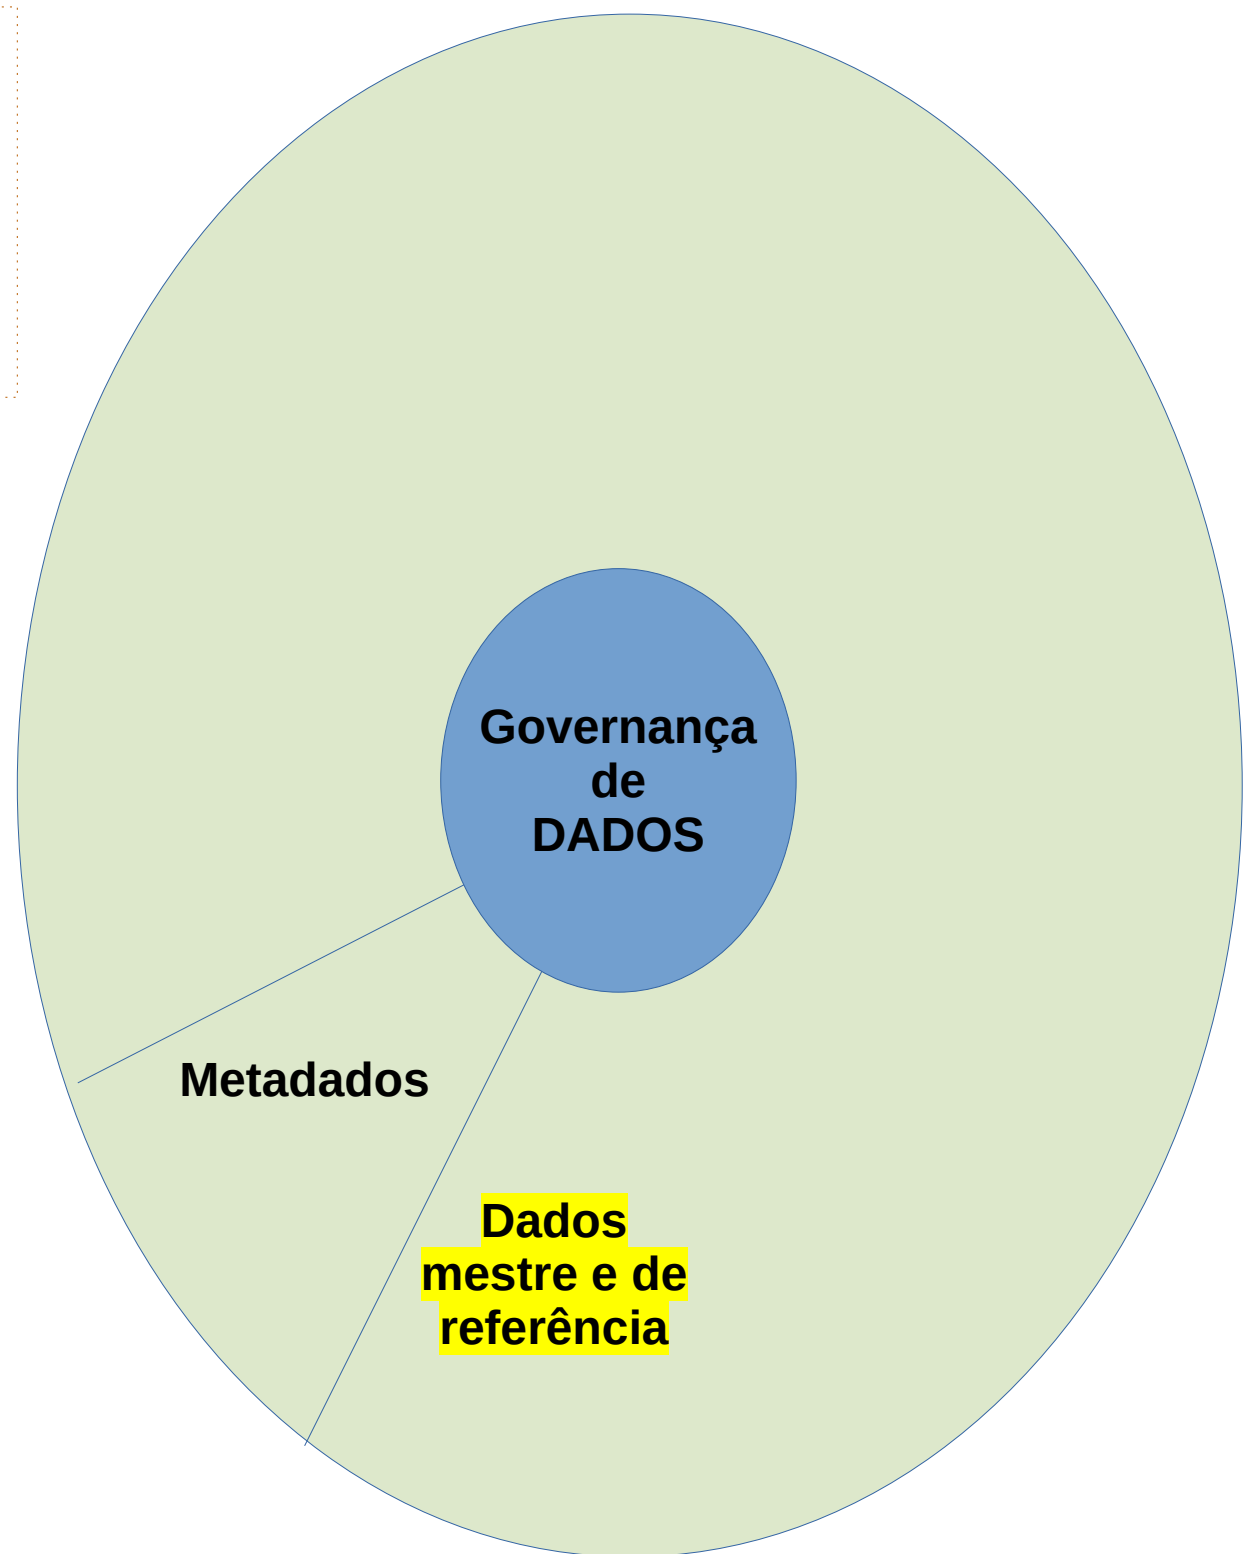 Governança
de
DADOS
Metadados
Dados
mestre e de
referência